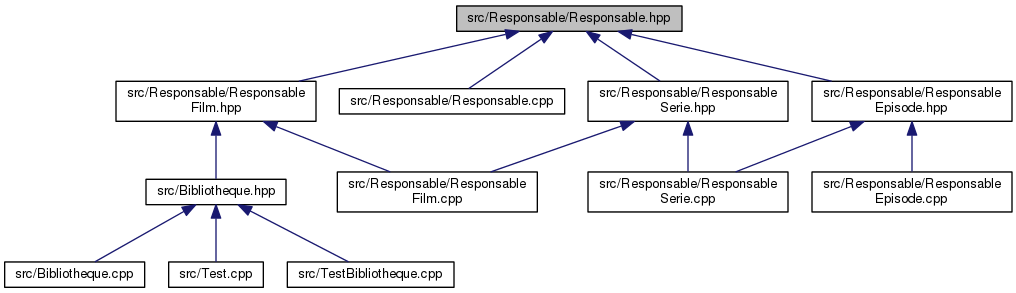 src/Responsable/Responsable.hpp
src/Responsable/Responsable
Film.hpp
src/Responsable/Responsable.cpp
src/Responsable/Responsable
Serie.hpp
src/Responsable/Responsable
Episode.hpp
src/Bibliotheque.hpp
src/Responsable/Responsable
Film.cpp
src/Responsable/Responsable
Serie.cpp
src/Responsable/Responsable
Episode.cpp
src/Bibliotheque.cpp
src/Test.cpp
src/TestBibliotheque.cpp